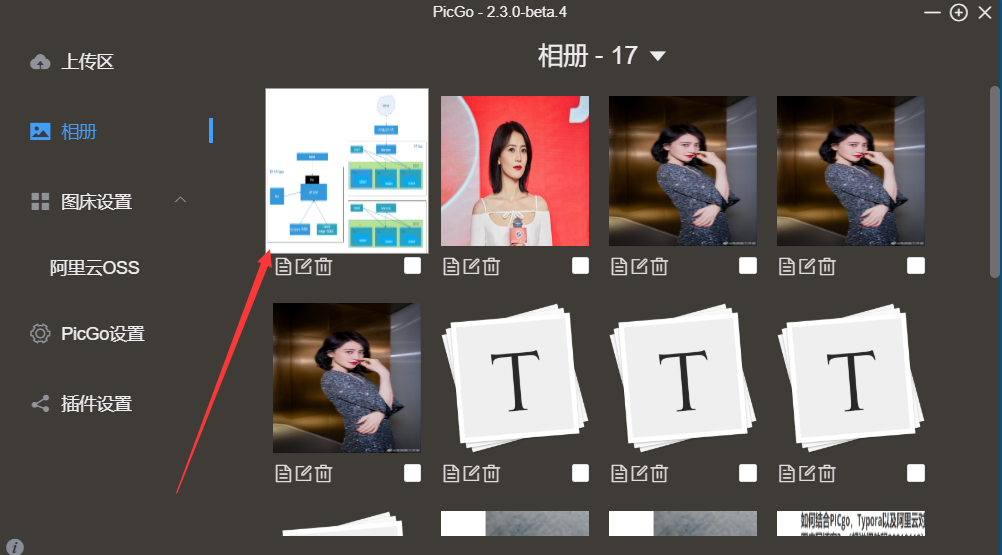 PicGo - 2.3.0-beta.4
上传区
相册 - 17
相册
图床设置
阿里云OSS
PicGo设置
插件设置
T
T
T
如何结合PICgo，Typora以及阿里云对